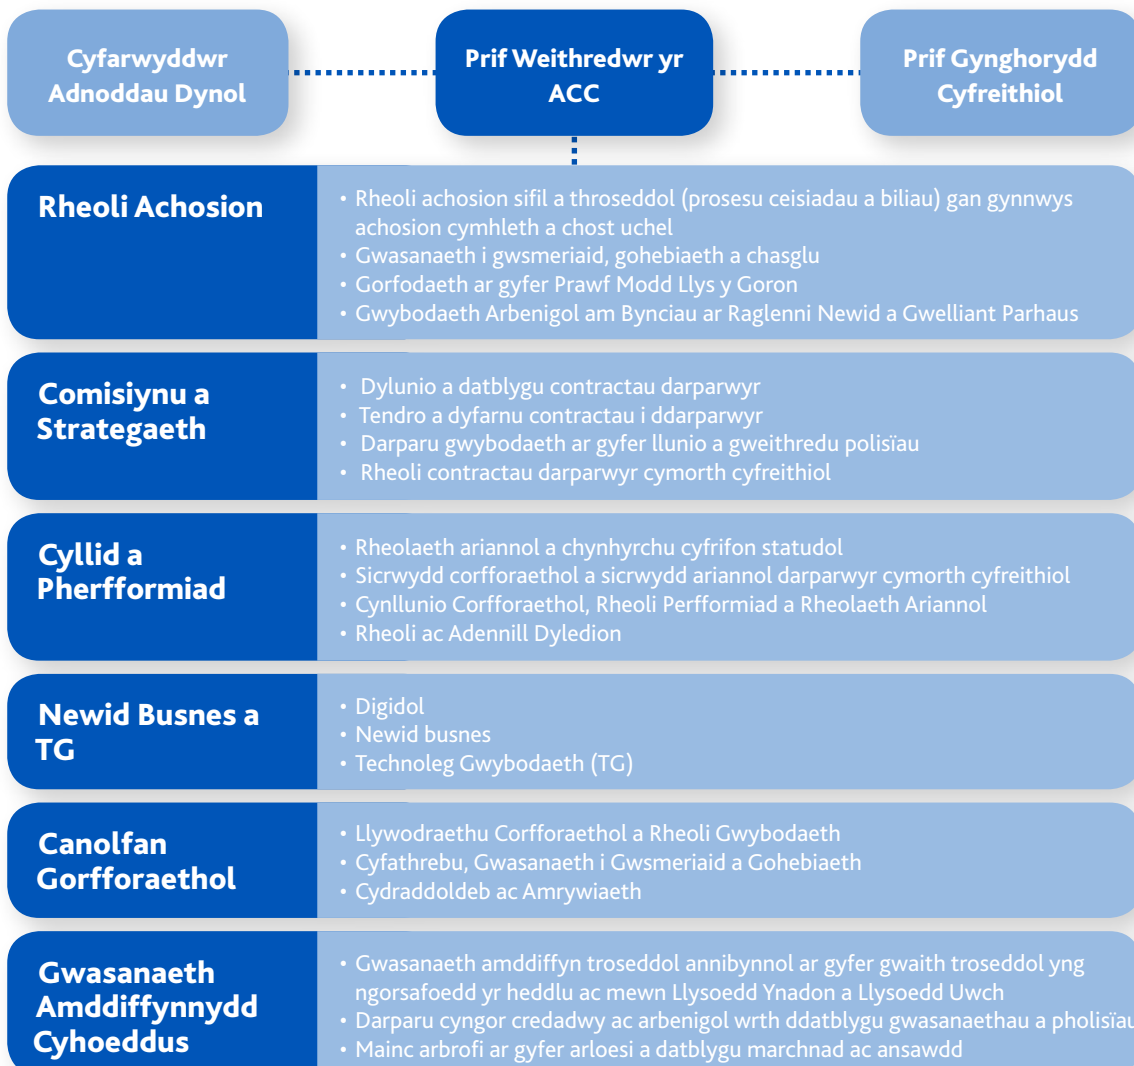 Cyfarwyddwr
Adnoddau Dynol
Prif Weithredwr yr
ACC
Prif Gynghorydd
Cyfreithiol
Rheoli Achosion
• Rheoli achosion sifil a throseddol (prosesu ceisiadau a biliau) gan gynnwys
achosion cymhleth a chost uchel
• Gwasanaeth i gwsmeriaid, gohebiaeth a chasglu
• Gorfodaeth ar gyfer Prawf Modd Llys y Goron
• Gwybodaeth Arbenigol am Bynciau ar Raglenni Newid a Gwelliant Parhaus
Comisiynu a
Strategaeth
• Dylunio a datblygu contractau darparwyr
• Tendro a dyfarnu contractau i ddarparwyr
• Darparu gwybodaeth ar gyfer llunio a gweithredu polisïau
• Rheoli contractau darparwyr cymorth cyfreithiol
Cyllid a
Pherfformiad
• Rheolaeth ariannol a chynhyrchu cyfrifon statudol
• Sicrwydd corfforaethol a sicrwydd ariannol darparwyr cymorth cyfreithiol
• Cynllunio Corfforaethol, Rheoli Perfformiad a Rheolaeth Ariannol
• Rheoli ac Adennill Dyledion
Newid Busnes a
TG
• Digidol
• Newid busnes
• Technoleg Gwybodaeth (TG)
Canolfan
Gorfforaethol
• Llywodraethu Corfforaethol a Rheoli Gwybodaeth
• Cyfathrebu, Gwasanaeth i Gwsmeriaid a Gohebiaeth
• Cydraddoldeb ac Amrywiaeth
Gwasanaeth
Amddiffynnydd
Cyhoeddus
• Gwasanaeth amddiffyn troseddol annibynnol ar gyfer gwaith troseddol yng
ngorsafoedd yr heddlu ac mewn Llysoedd Ynadon a Llysoedd Uwch
• Darparu cyngor credadwy ac arbenigol wrth ddatblygu gwasanaethau a pholisïau
• Mainc arbrofi ar gyfer arloesi a datblygu marchnad ac ansawdd